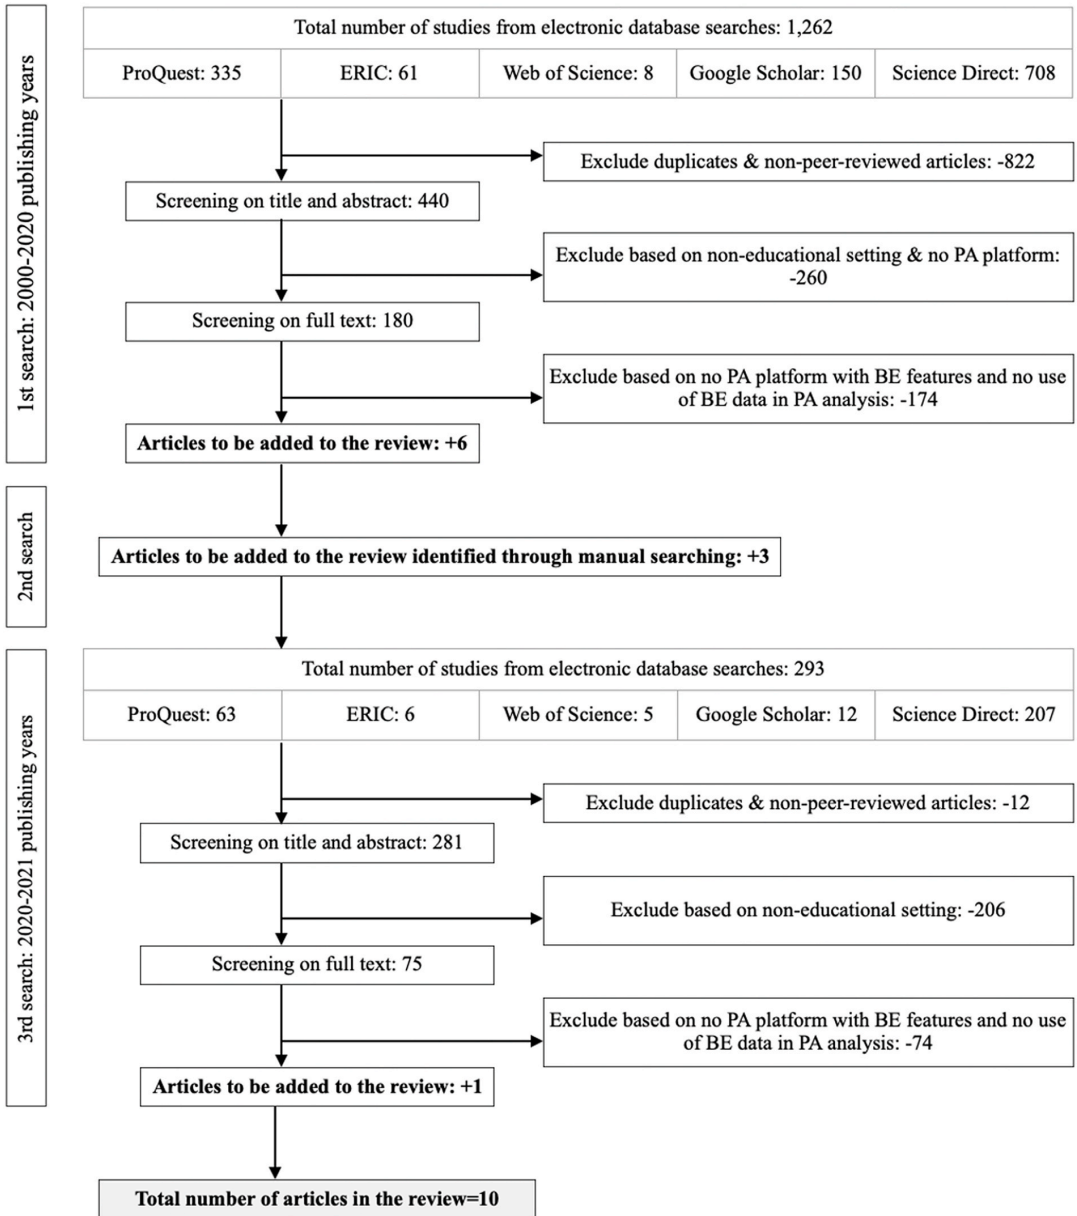 1st search: 2000-2020 publishing years
Total number of studies from electronic database searches: 1,262
ProQuest: 335
ERIC: 61
Web of Science: 8
Google Scholar: 150
Science Direct: 708
Exclude duplicates & non-peer-reviewed articles: -822
Screening on title and abstract: 440
Exclude based on non-educational setting & no PA platform:
-260
Screening on full text: 180
Exclude based on no PA platform with BE features and no use
of BE data in PA analysis: -174
Articles to be added to the review: +6
2nd search
Articles to be added to the review identified through manual searching: +3
3rd search: 2020-2021 publishing years
Total number of studies from electronic database searches: 293
ProQuest: 63
ERIC: 6
Web of Science: 5
Google Scholar: 12
Science Direct: 207
Exclude duplicates & non-peer-reviewed articles: -12
Screening on title and abstract: 281
Exclude based on non-educational setting: -206
Screening on full text: 75
Exclude based on no PA platform with BE features and no use
of BE data in PA analysis: -74
Articles to be added to the review: +1
Total number of articles in the review=10